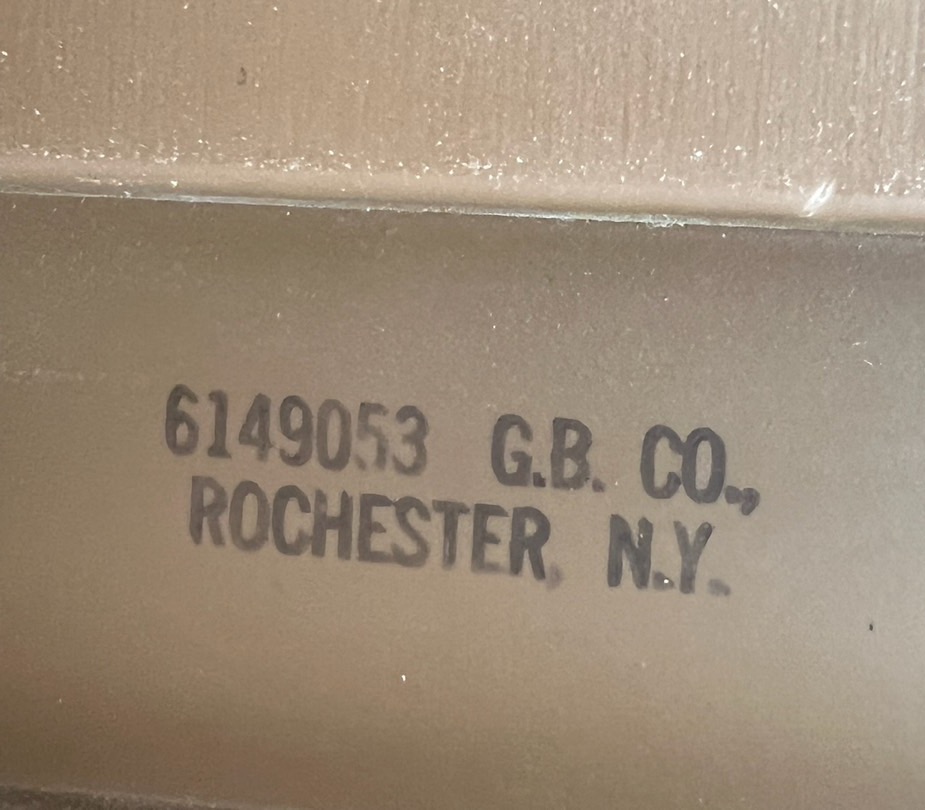 6149053 G.B. CO.,
ROCHESTER, N.Y.